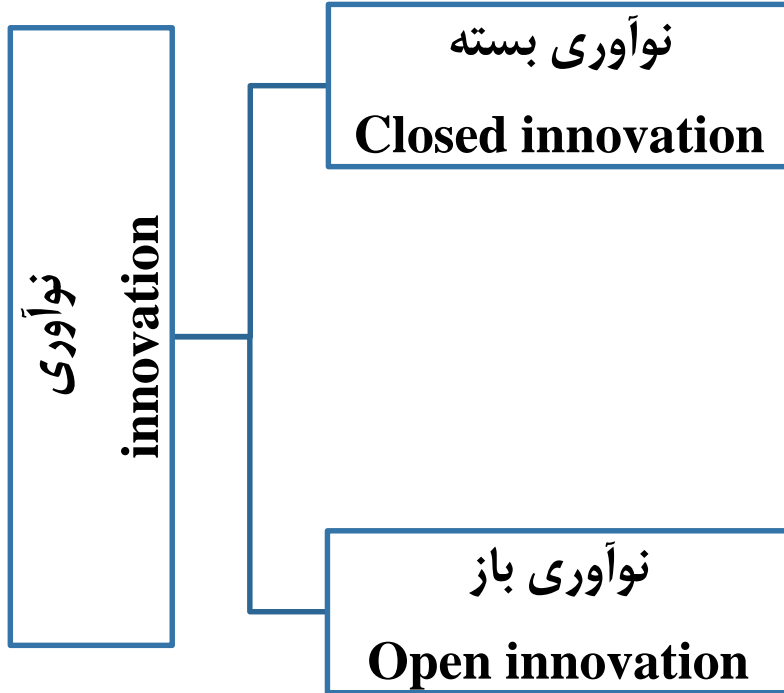 نوآوری
innovation
نوآوری بسته
Closed innovation
نوآوری باز
Open innovation